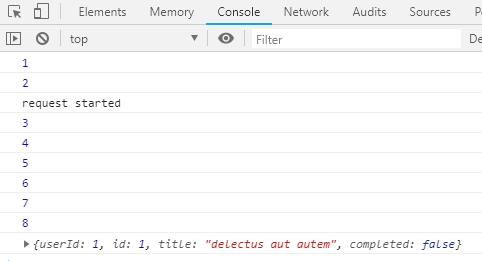 Elements Memory Console Network Audits Sources
top Filter
1
2
request started
3
4
5
6
7
8
{userId: 1, id: 1, title: "delectus aut autem", completed: false}